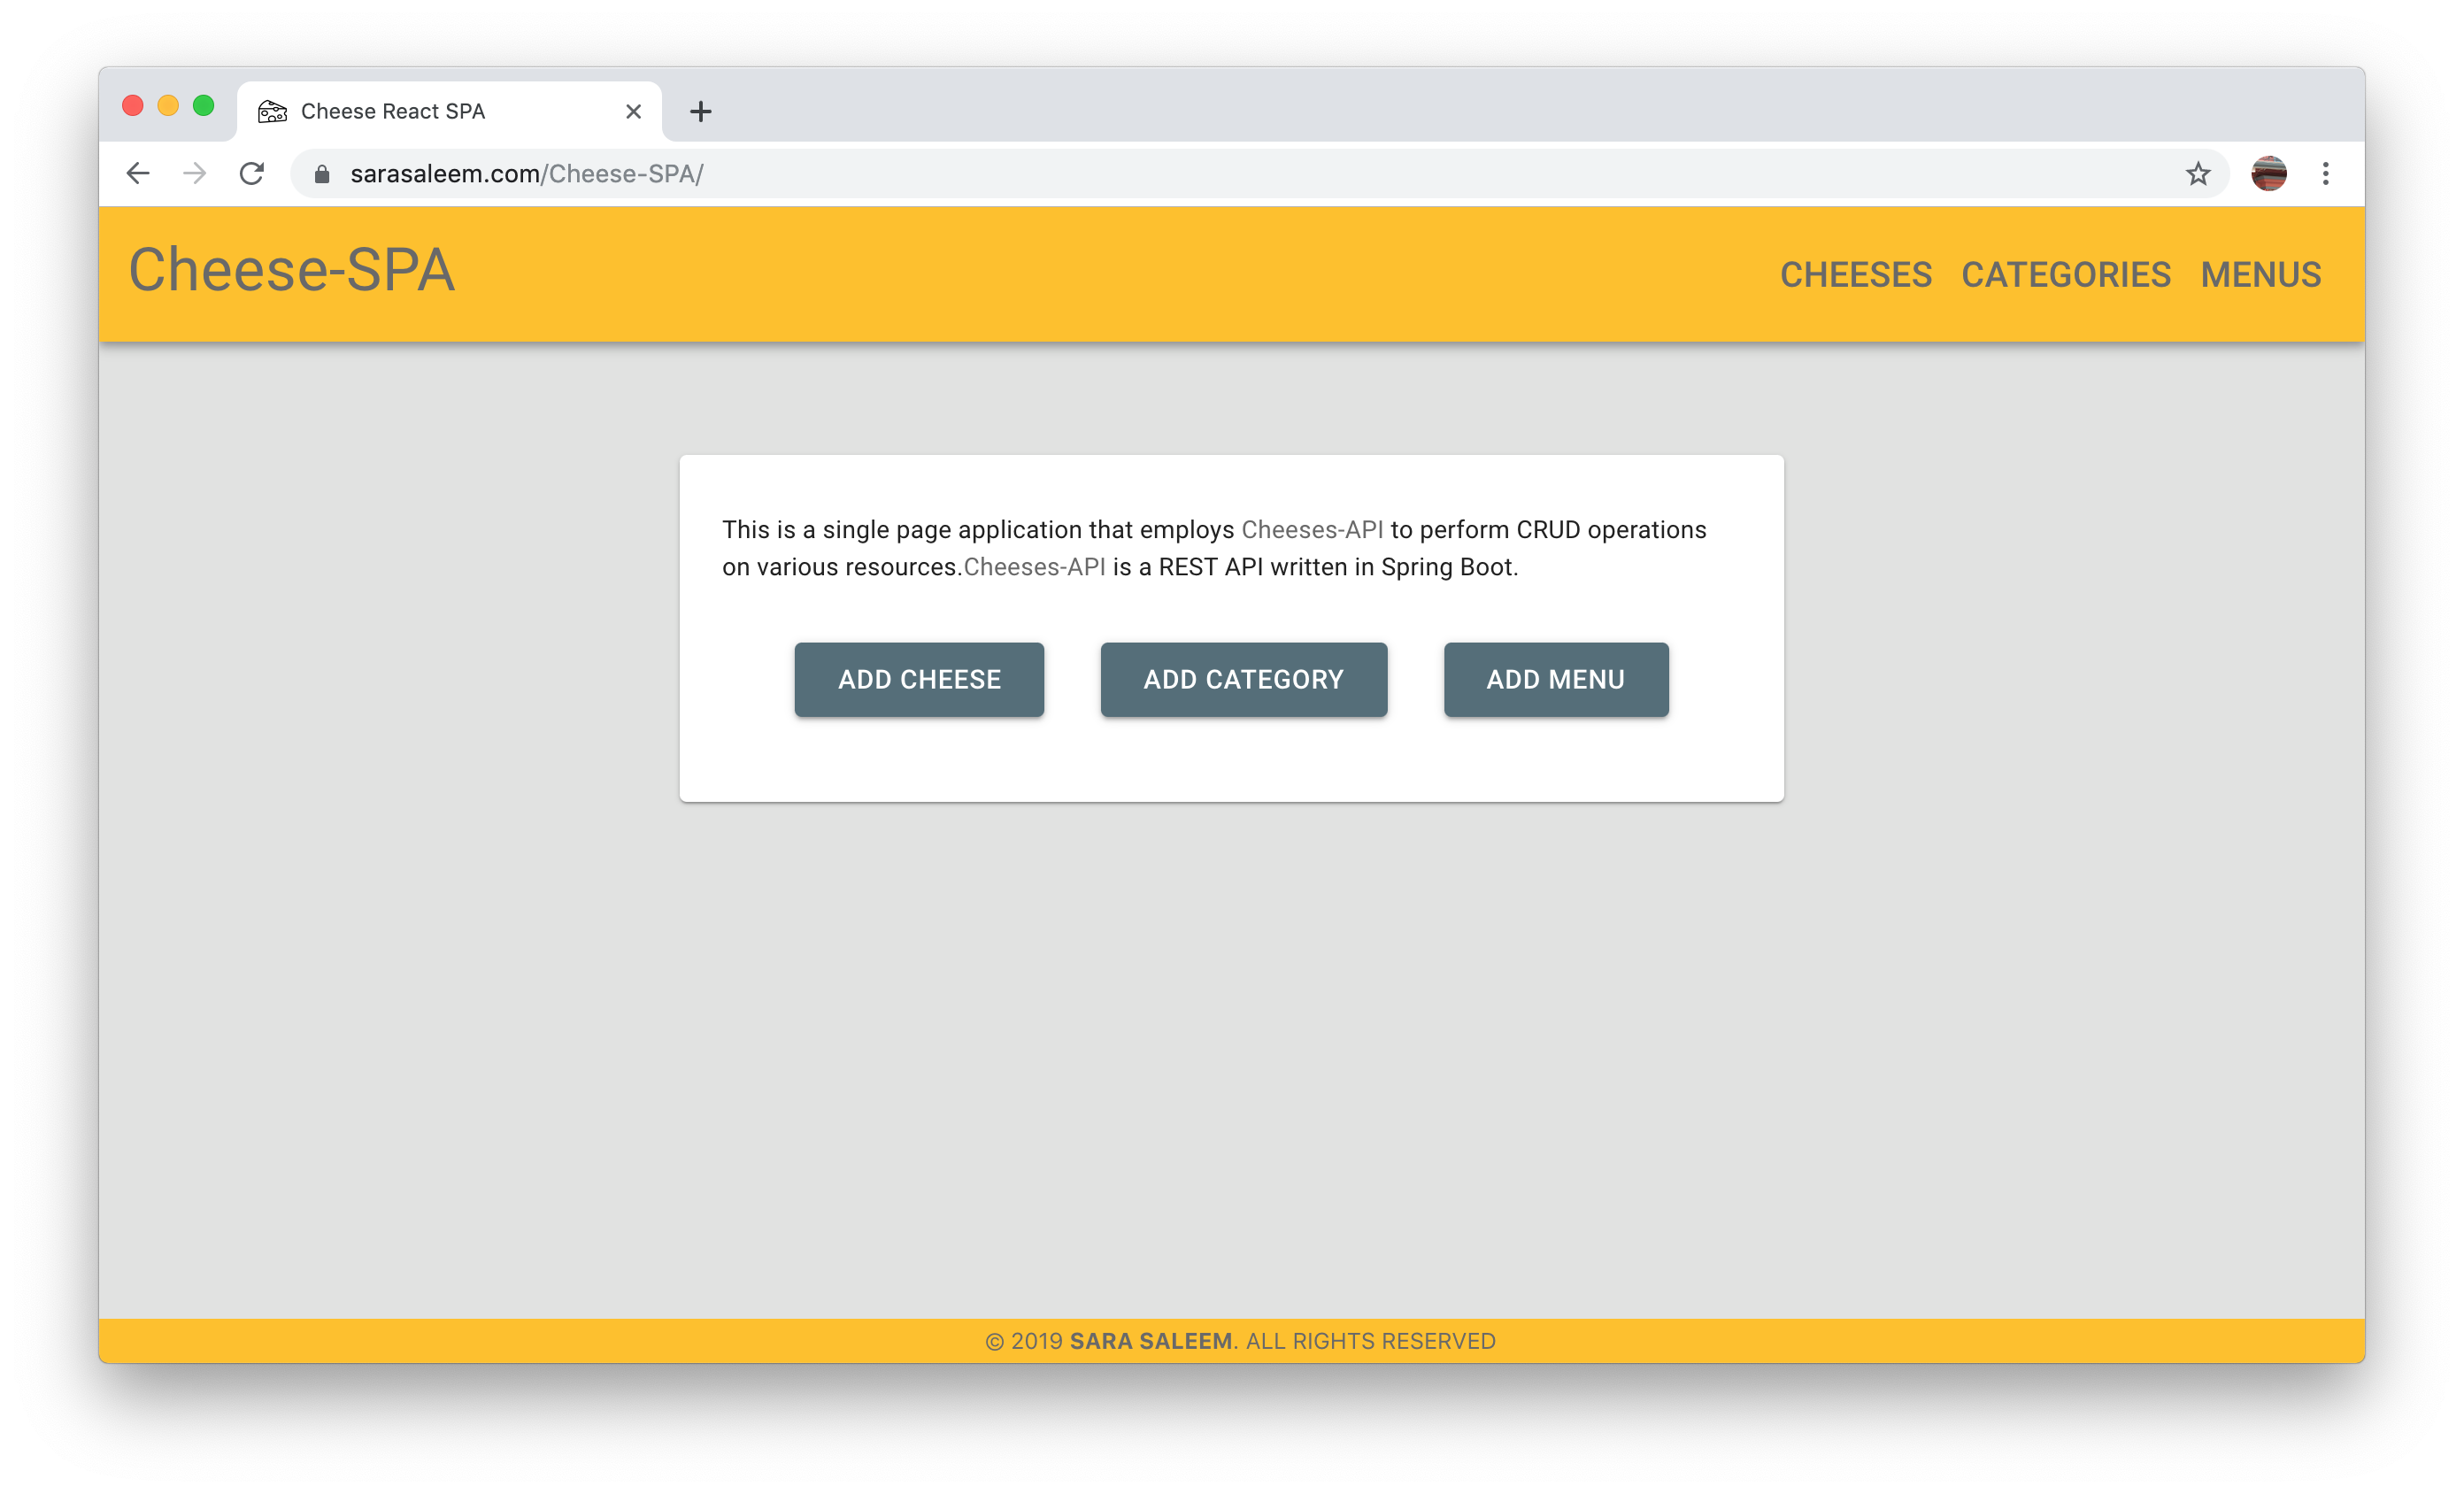 Cheese React SPA
sarasaleem.com/Cheese-SPA/
Cheese-SPA
CHEESES CATEGORIES MENUS
This is a single page application that employs Cheeses-API to perform CRUD operations
on various resources.Cheeses-API is a REST API written in Spring Boot.
ADD CHEESE ADD CATEGORY ADD MENU
© 2019 SARA SALEEM. ALL RIGHTS RESERVED